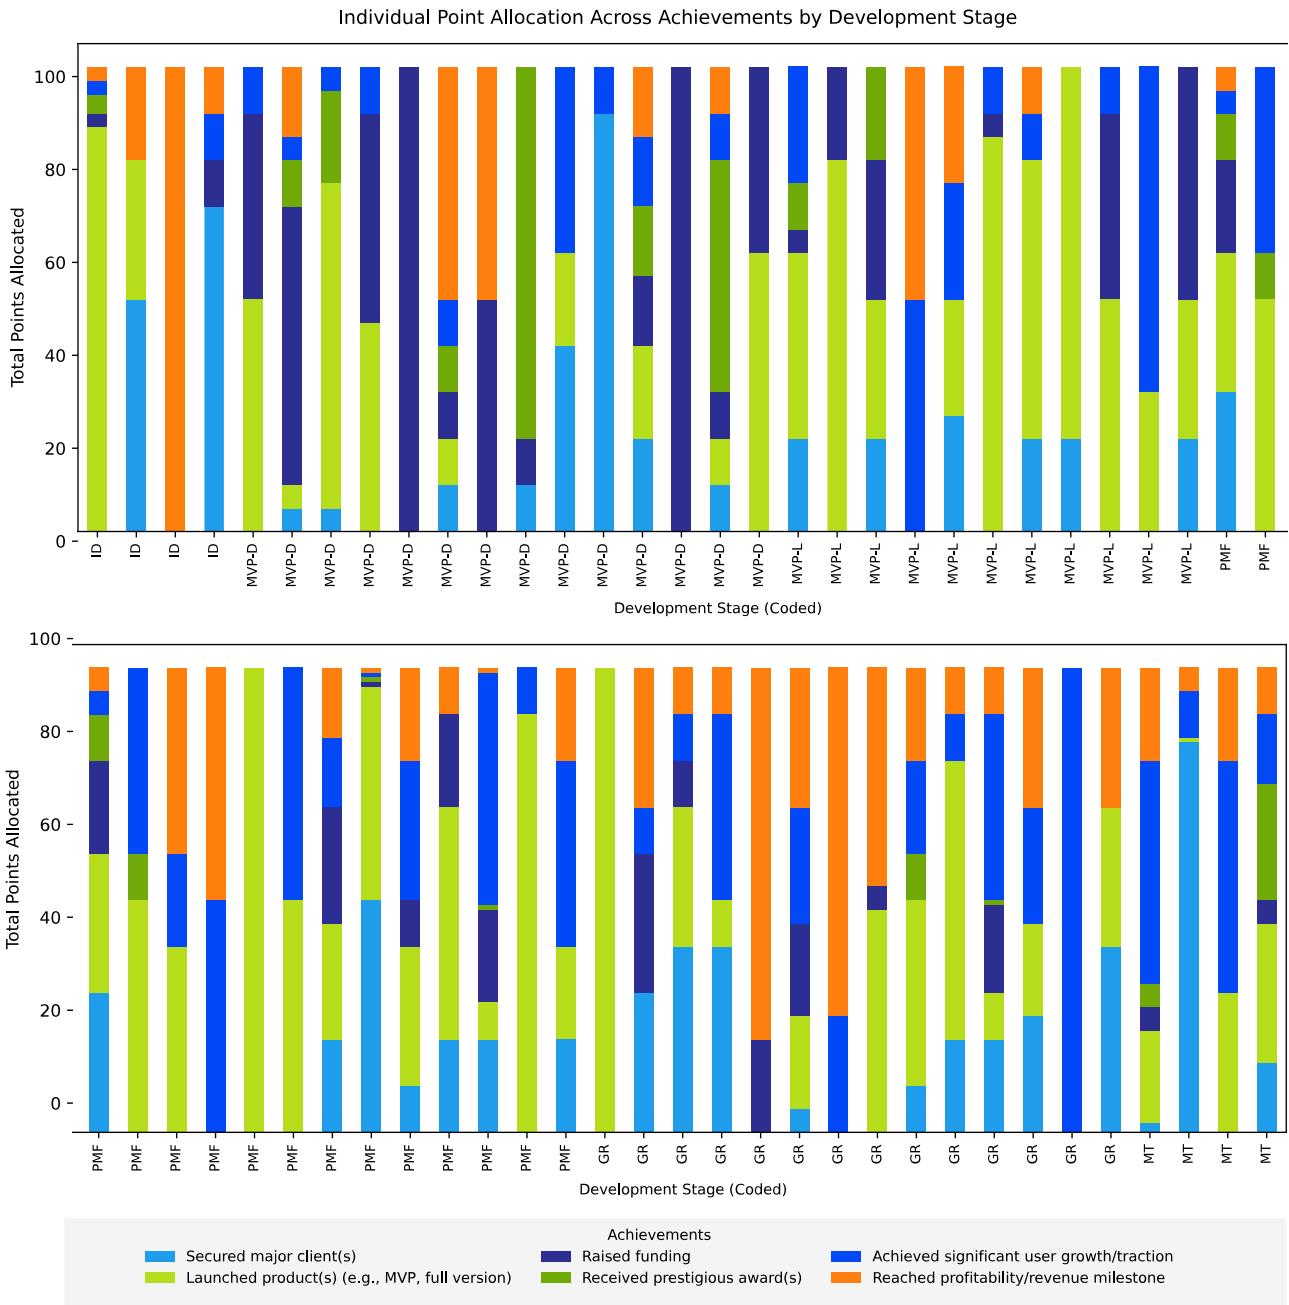 Individual Point Allocation Across Achievements by Development Stage
Total Points Allocated
100
80
60
40
20
0
ID ID ID ID MVP-D MVP-D MVP-D MVP-D MVP-D MVP-D MVP-D MVP-D MVP-D MVP-D MVP-D MVP-D MVP-D MVP-D MVP-L MVP-L MVP-L MVP-L MVP-L MVP-L MVP-L MVP-L MVP-L MVP-L MVP-L PMF PMF
Development Stage (Coded)
Total Points Allocated
100
80
60
40
20
0
PMF PMF PMF PMF PMF PMF PMF PMF PMF PMF PMF PMF PMF GR GR GR GR GR GR GR GR GR GR GR GR GR GR MT MT MT MT
Development Stage (Coded)
Achievements
Secured major client(s)
Launched product(s) (e.g., MVP, full version)
Raised funding
Received prestigious award(s)
Achieved significant user growth/traction
Reached profitability/revenue milestone